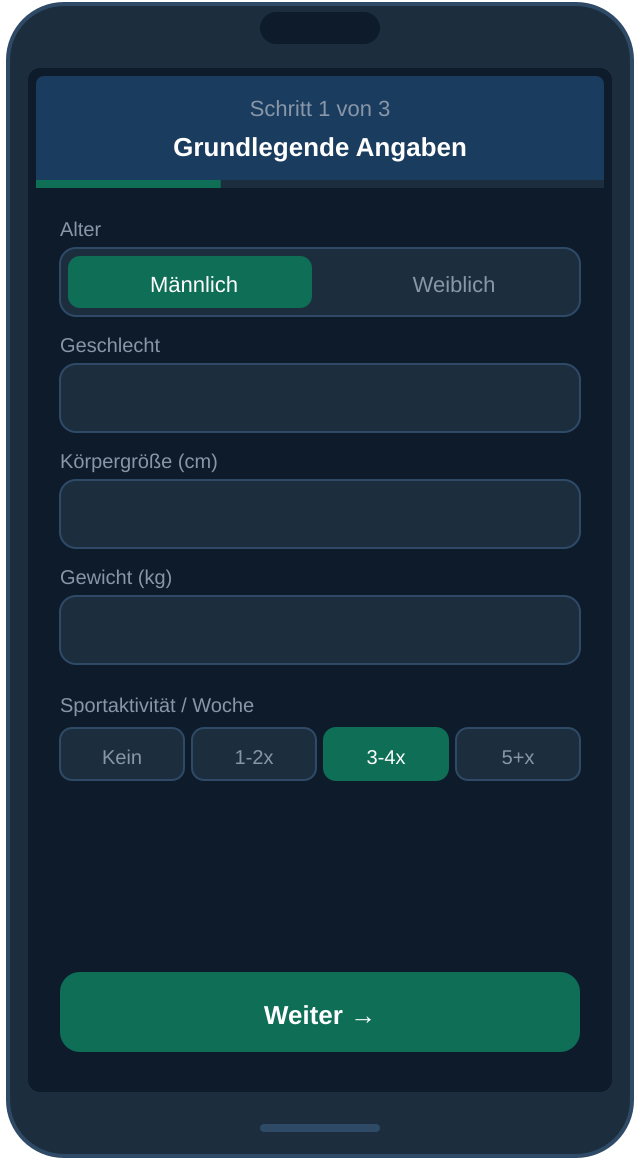 Schritt 1 von 3
Grundlegende Angaben
Alter
Männlich Weiblich
Geschlecht
Körpergröße (cm)
Gewicht (kg)
Sportaktivität / Woche
Kein 1-2x 3-4x 5+x
Weiter →